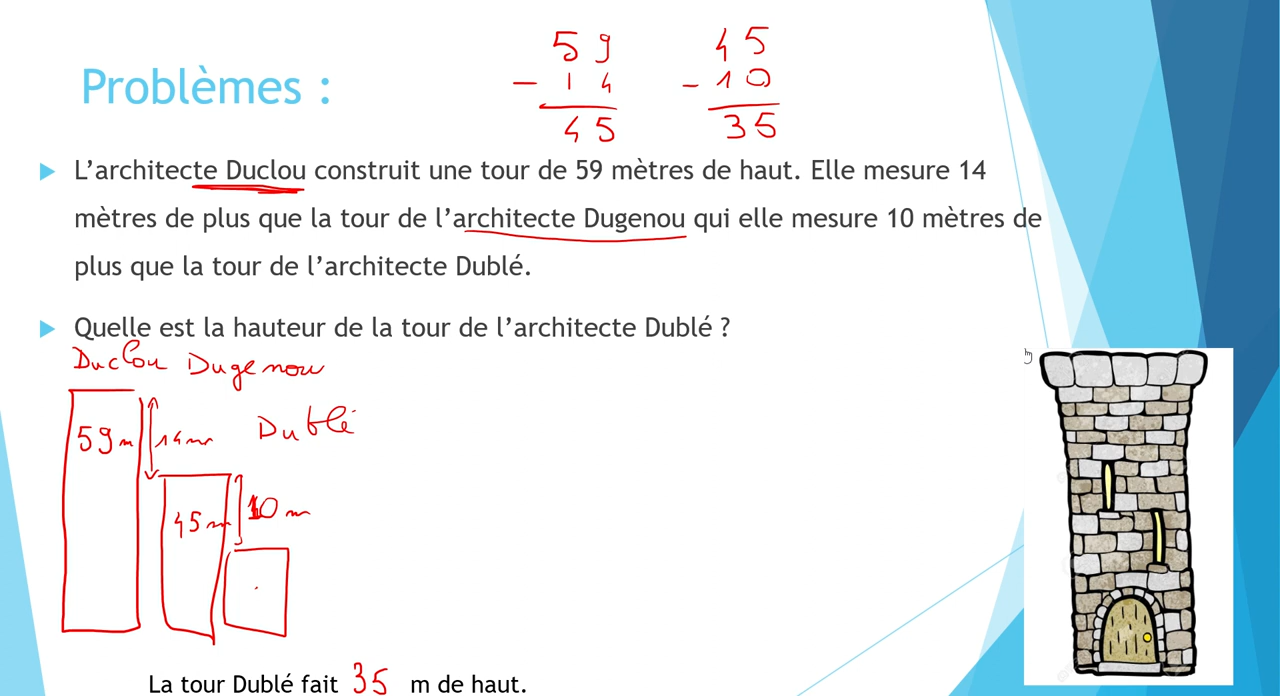 Problèmes :
59
- 14
45
45
- 10
35
L'architecte Duclou construit une tour de 59 mètres de haut. Elle mesure 14
mètres de plus que la tour de l'architecte Dugenou qui elle mesure 10 mètres de
plus que la tour de l'architecte Dublé.
Quelle est la hauteur de la tour de l'architecte Dublé ?
Duclou Dugenou
Dublé
59 m 14 m
45 m 10 m
La tour Dublé fait 35 m de haut.